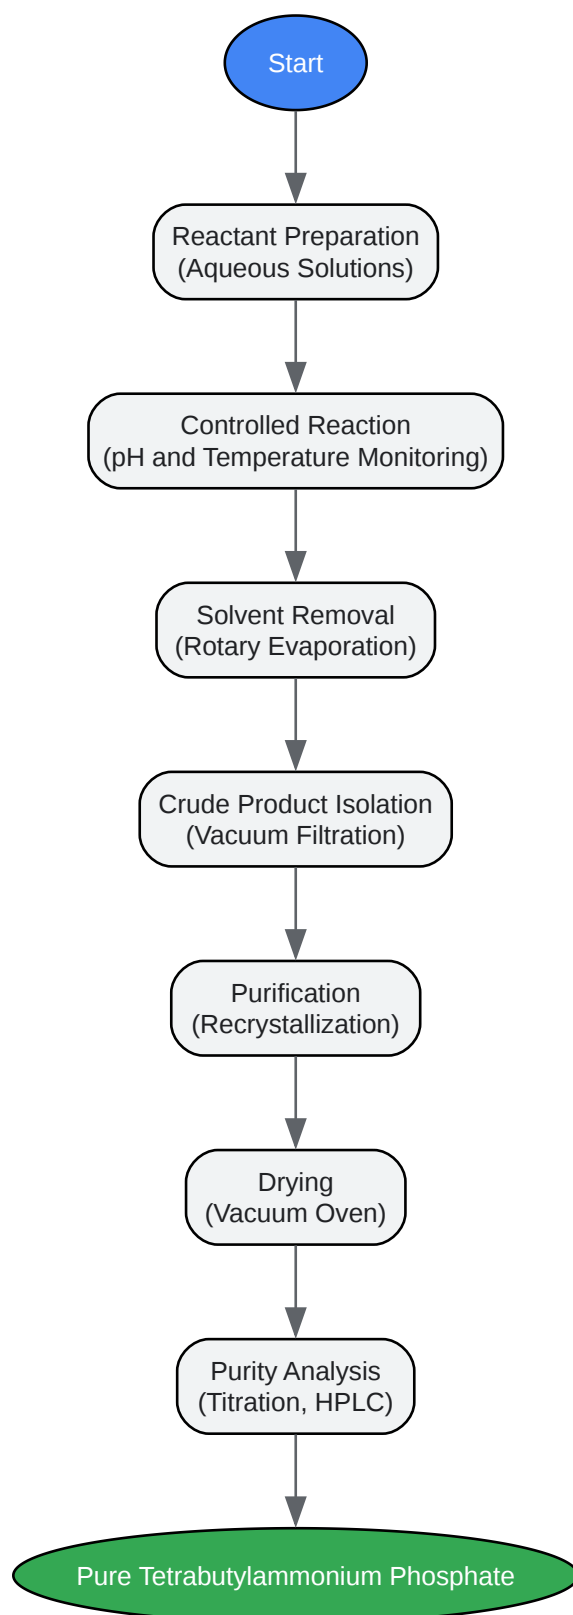 Start
Reactant Preparation
(Aqueous Solutions)
Controlled Reaction
(pH and Temperature Monitoring)
Solvent Removal
(Rotary Evaporation)
Crude Product Isolation
(Vacuum Filtration)
Purification
(Recrystallization)
Drying
(Vacuum Oven)
Purity Analysis
(Titration, HPLC)
Pure Tetrabutylammonium Phosphate